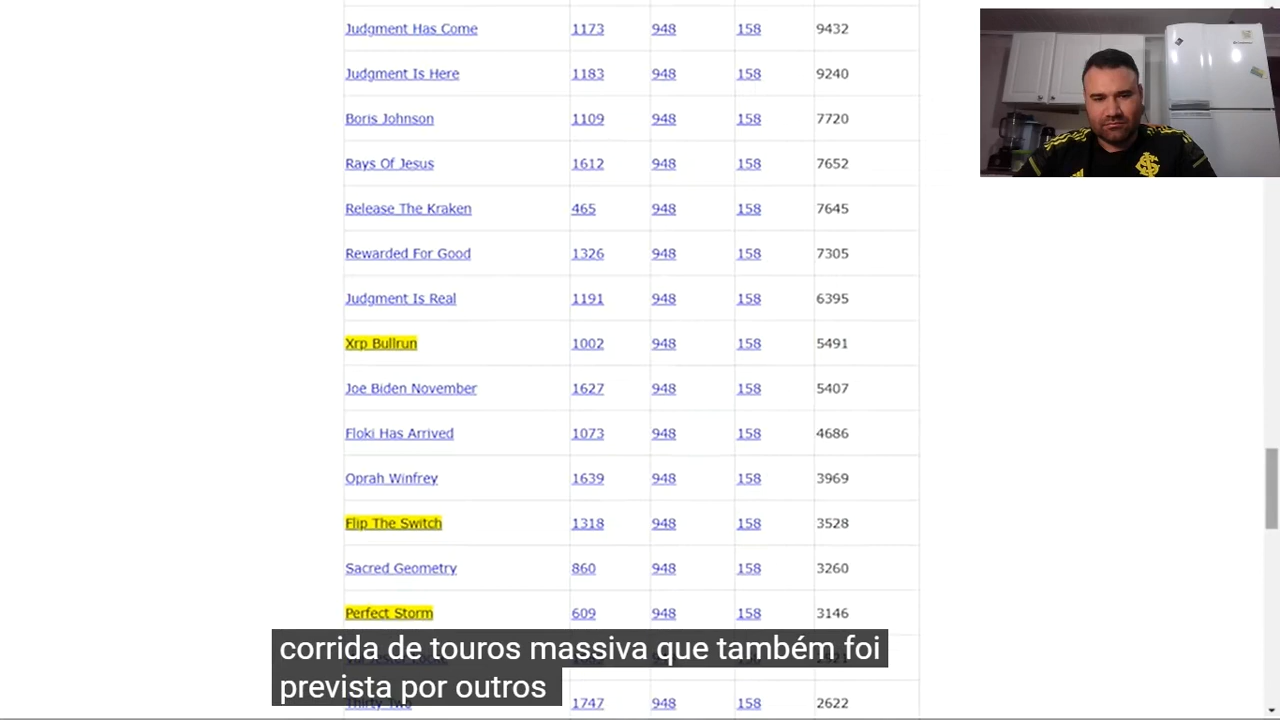 Judgment Has Come 1173 948 158 9432
Judgment Is Here 1183 948 158 9240
Boris Johnson 1109 948 158 7720
Rays Of Jesus 1612 948 158 7652
Release The Kraken 465 948 158 7645
Rewarded For Good 1326 948 158 7305
Judgment Is Real 1191 948 158 6395
Xrp Bullrun 1002 948 158 5491
Joe Biden November 1627 948 158 5407
Floki Has Arrived 1073 948 158 4686
Oprah Winfrey 1639 948 158 3969
Flip The Switch 1318 948 158 3528
Sacred Geometry 860 948 158 3260
Perfect Storm 609 948 158 3146
corrida de touros massiva que também foi
prevista por outros
Thirty Two 1747 948 158 2622